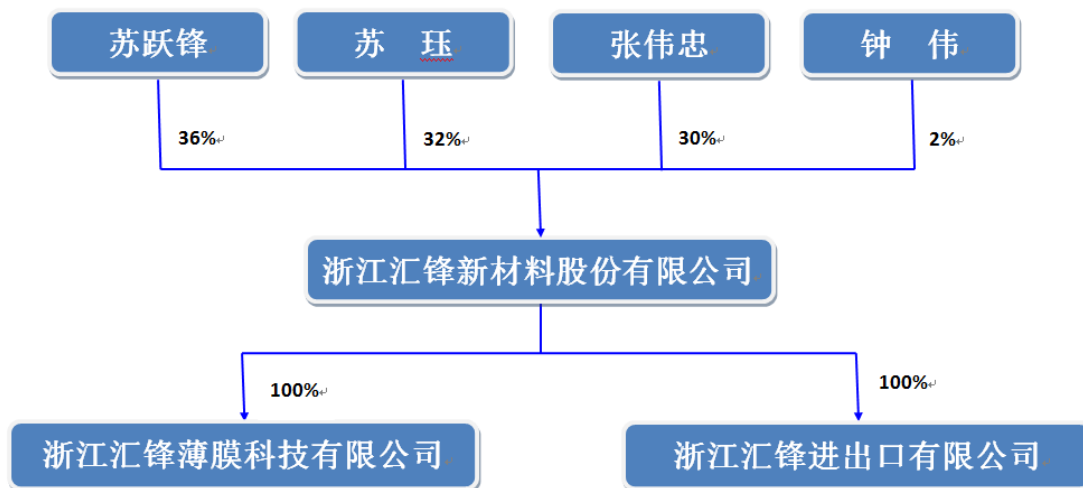 苏跃锋
苏 珏
张伟忠
钟 伟
36%
32%
30%
2%
浙江汇锋新材料股份有限公司
100%
100%
浙江汇锋薄膜科技有限公司
浙江汇锋进出口有限公司